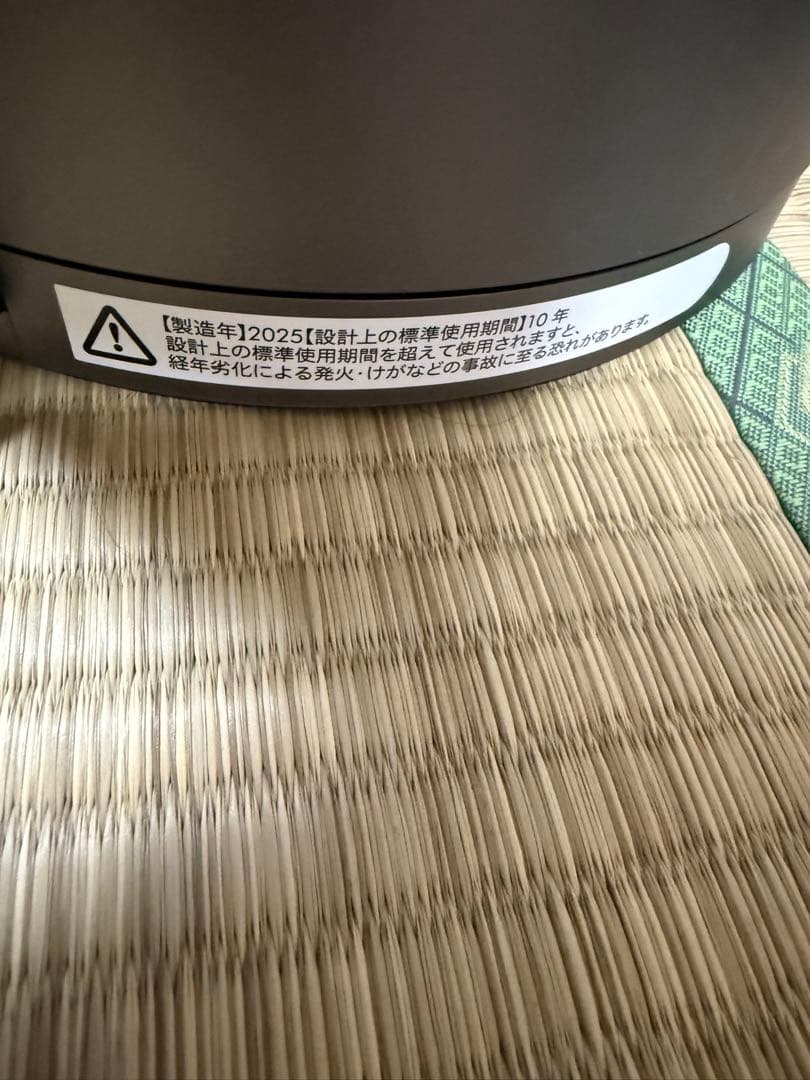 【製造年】2025【設計上の標準使用期間】10年
設計上の標準使用期間を超えて使用されますと、
経年劣化による発火・けがなどの事故に至る恐れがあります。